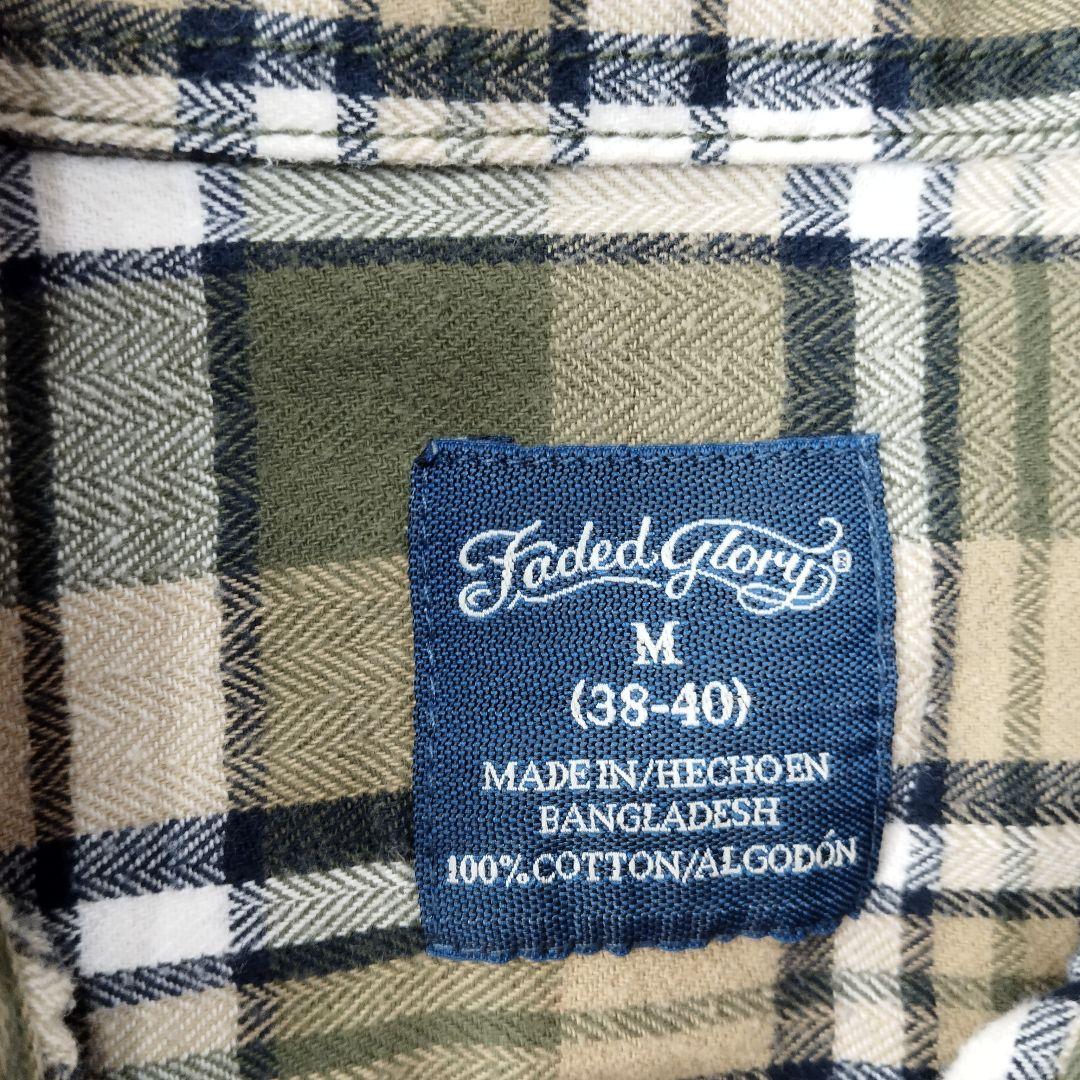 Faded Glory®
M
(38-40)
MADE IN/HECHO EN
BANGLADESH
100% COTTON/ALGODÓN